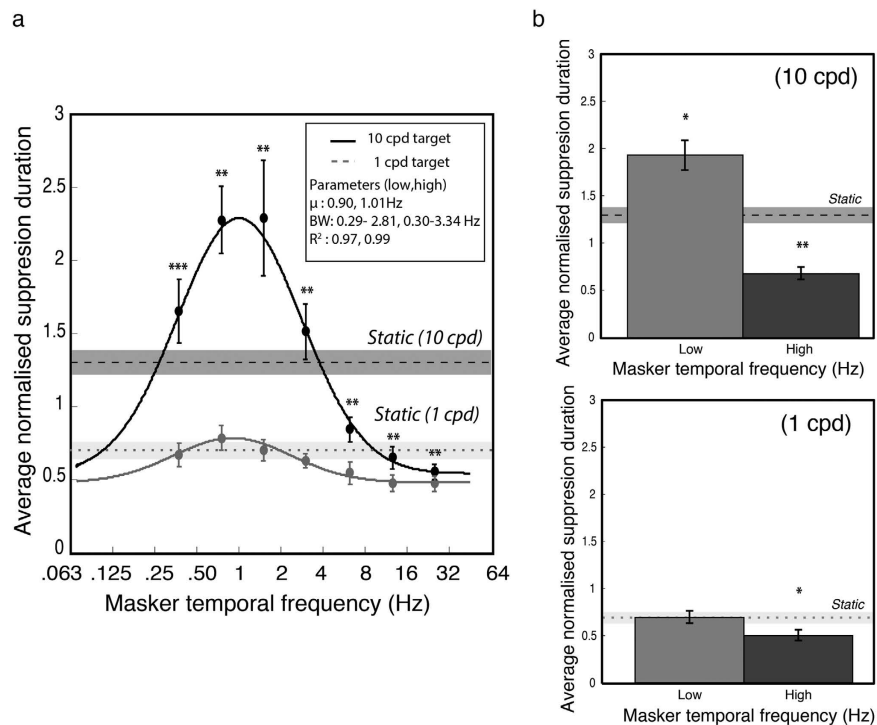 a
Average normalised suppresion duration
3
2.5
2
1.5
1
0.5
0
.063 .125 .25 .50 1 2 4 8 16 32 64
Masker temporal frequency (Hz)
10 cpd target
1 cpd target
Parameters (low,high)
μ : 0.90, 1.01Hz
BW: 0.29- 2.81, 0.30-3.34 Hz
R² : 0.97, 0.99
***
**
**
**
Static (10 cpd)
Static (1 cpd)
**
**
**
b
Average normalised suppression duration
3
2.5
2
1.5
1
0.5
0
(10 cpd)
*
Static
**
Low High
Masker temporal frequency (Hz)
Average normalised suppression duration
3
2.5
2
1.5
1
0.5
0
(1 cpd)
*
Static
Low High
Masker temporal frequency (Hz)